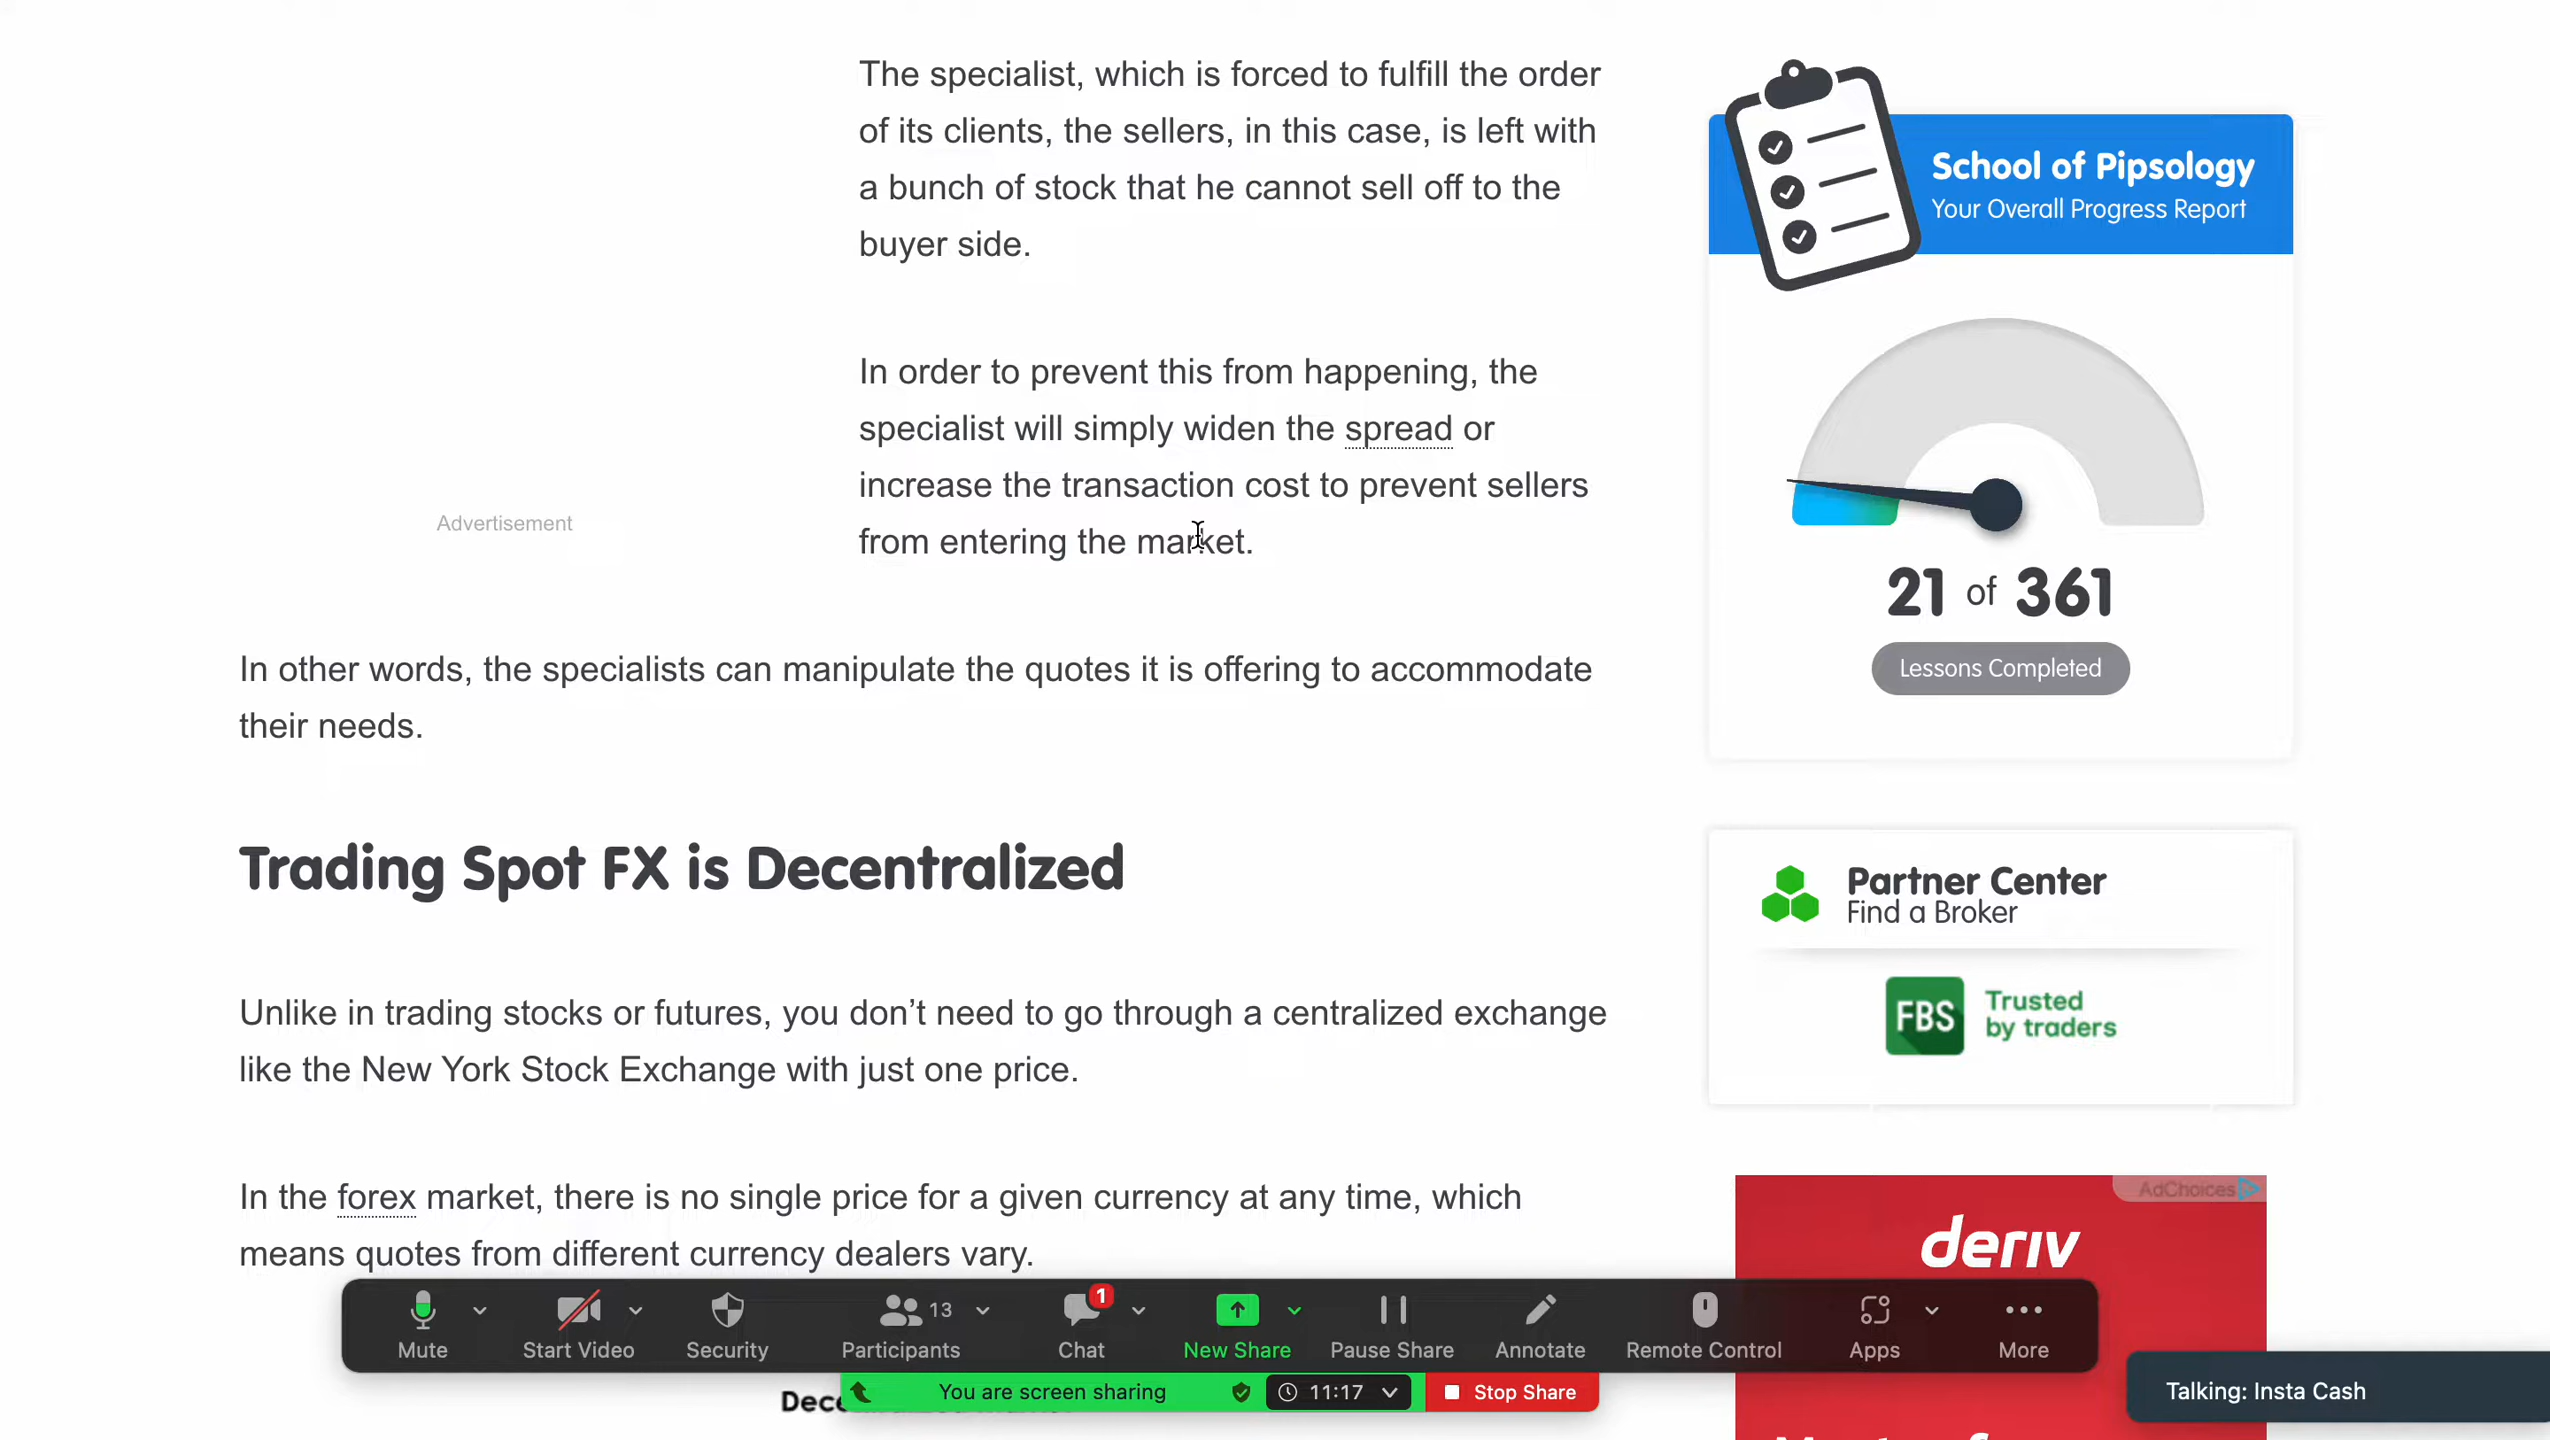 The specialist, which is forced to fulfill the order
of its clients, the sellers, in this case, is left with
a bunch of stock that he cannot sell off to the
buyer side.
In order to prevent this from happening, the
specialist will simply widen the spread or
increase the transaction cost to prevent sellers
from entering the market.
Advertisement
In other words, the specialists can manipulate the quotes it is offering to accommodate
their needs.
Trading Spot FX is Decentralized
Unlike in trading stocks or futures, you don’t need to go through a centralized exchange
like the New York Stock Exchange with just one price.
In the forex market, there is no single price for a given currency at any time, which
means quotes from different currency dealers vary.
School of Pipsology
Your Overall Progress Report
21 of 361
Lessons Completed
Partner Center
Find a Broker
FBS
Trusted
by traders
AdChoices
deriv
Mute
Start Video
Security
13
Participants
1
Chat
New Share
Pause Share
Annotate
Remote Control
Apps
More
You are screen sharing
11:17
Stop Share
Talking: Insta Cash